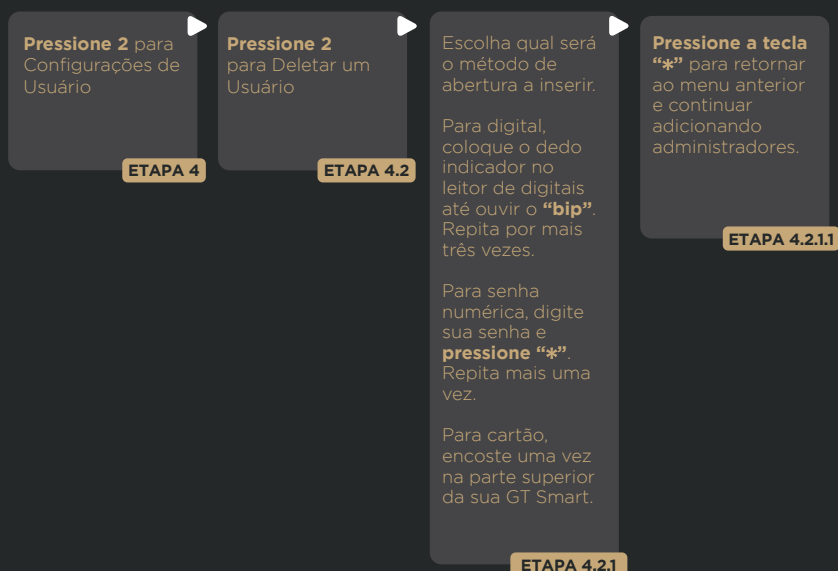 Pressione 2 para
Configurações de
Usuário
ETAPA 4
Pressione 2
para Deletar um
Usuário
ETAPA 4.2
Escolha qual será
o método de
abertura a inserir.
Para digital,
coloque o dedo
indicador no
leitor de digitais
até ouvir o “bip”.
Repita por mais
três vezes.
Para senha
numérica, digite
sua senha e
pressione “*”.
Repita mais uma
vez.
Para cartão,
encoste uma vez
na parte superior
da sua GT Smart.
ETAPA 4.2.1
Pressione a tecla
“*” para retornar
ao menu anterior
e continuar
adicionando
administradores.
ETAPA 4.2.1.1